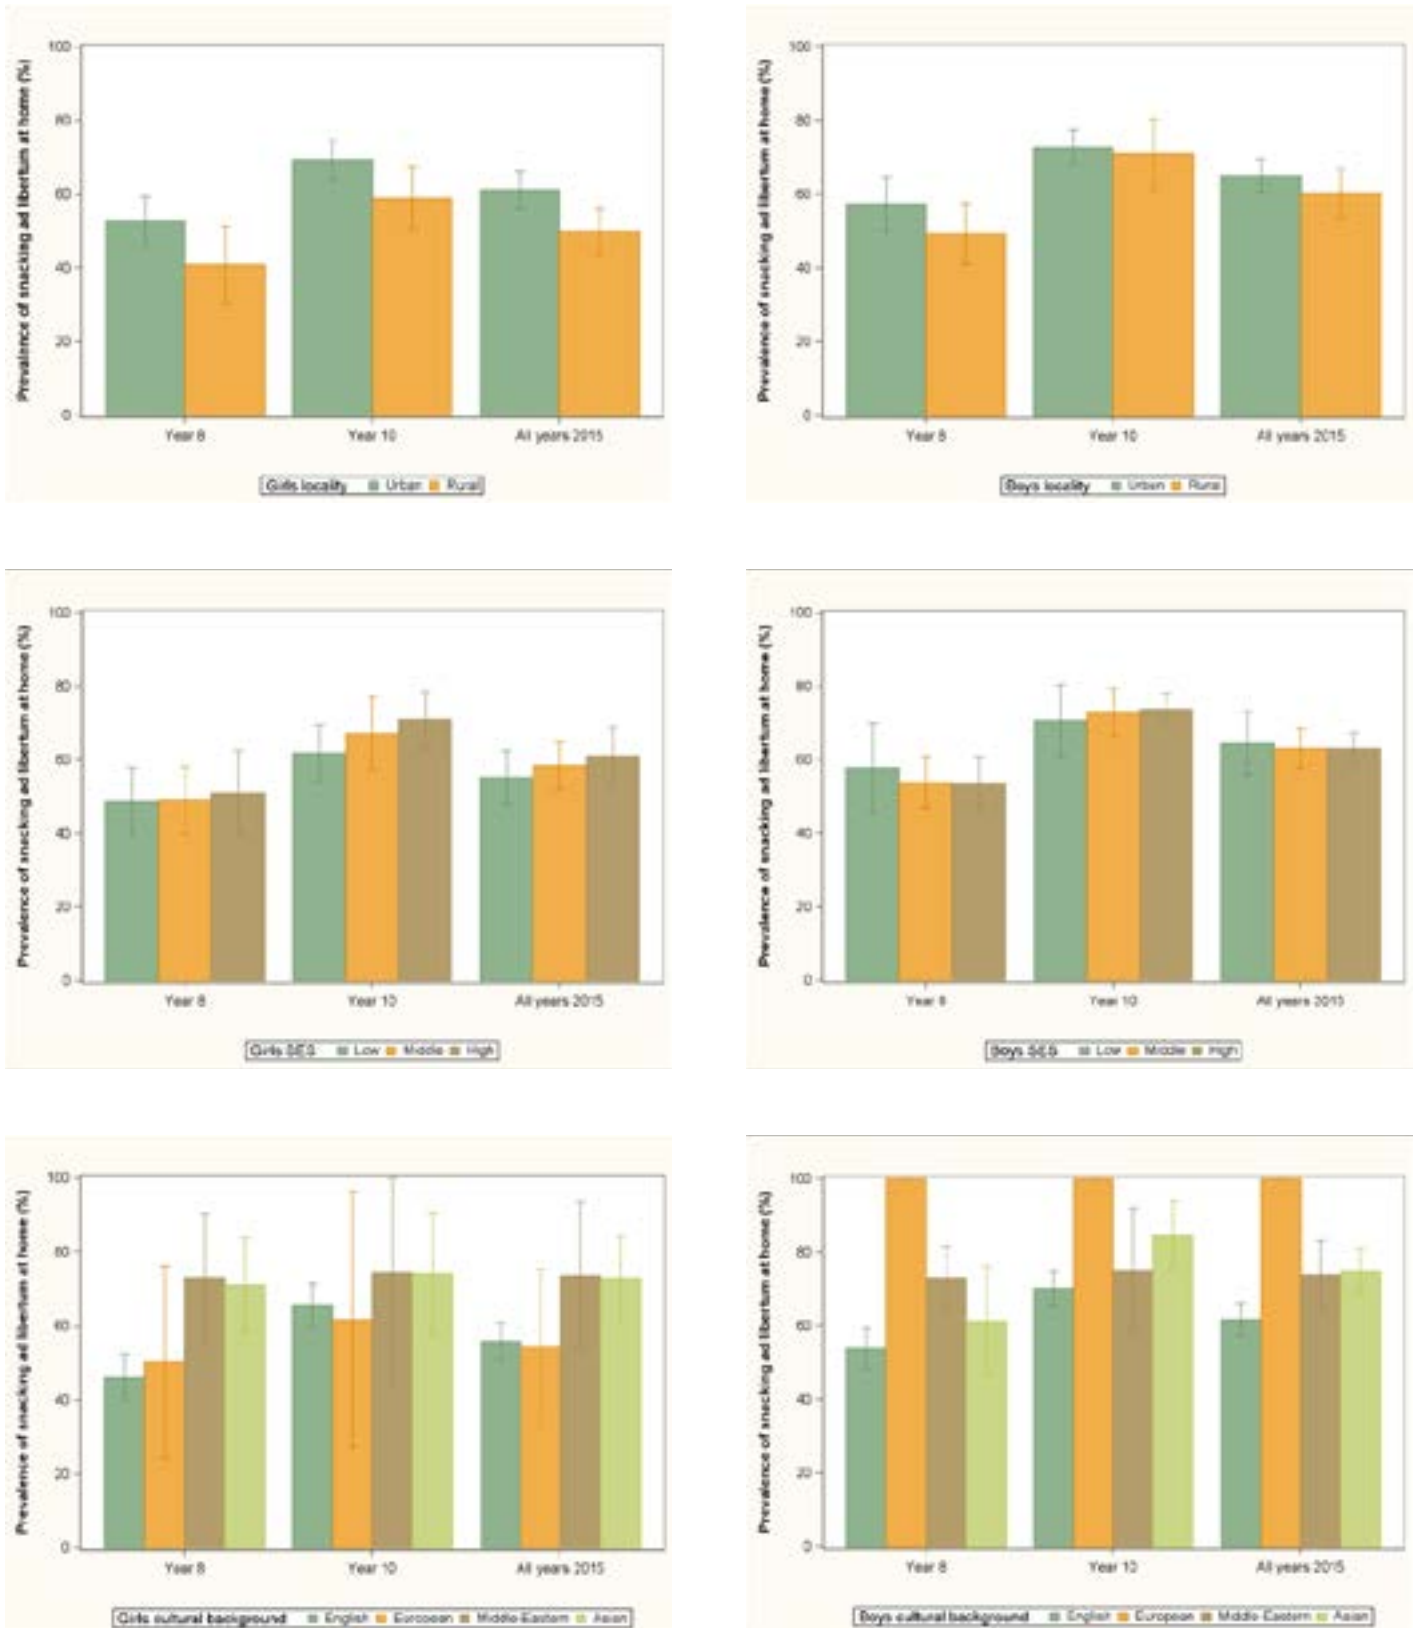 Prevalence of snacking ad libertum at home (%)
100
80
60
40
20
0
Year 8
Year 10
All years 2015
Girls locality Urban Rural
Prevalence of snacking ad libertum at home (%)
100
80
60
40
20
0
Year 8
Year 10
All years 2015
Boys locality Urban Rural
Prevalence of snacking ad libertum at home (%)
100
80
60
40
20
0
Year 8
Year 10
All years 2015
Girls SES Low Middle High
Prevalence of snacking ad libertum at home (%)
100
80
60
40
20
0
Year 8
Year 10
All years 2015
Boys SES Low Middle High
Prevalence of snacking ad libertum at home (%)
100
80
60
40
20
0
Year 8
Year 10
All years 2015
Girls cultural background English European Middle-Eastern Asian
Prevalence of snacking ad libertum at home (%)
100
80
60
40
20
0
Year 8
Year 10
All years 2015
Boys cultural background English European Middle-Eastern Asian